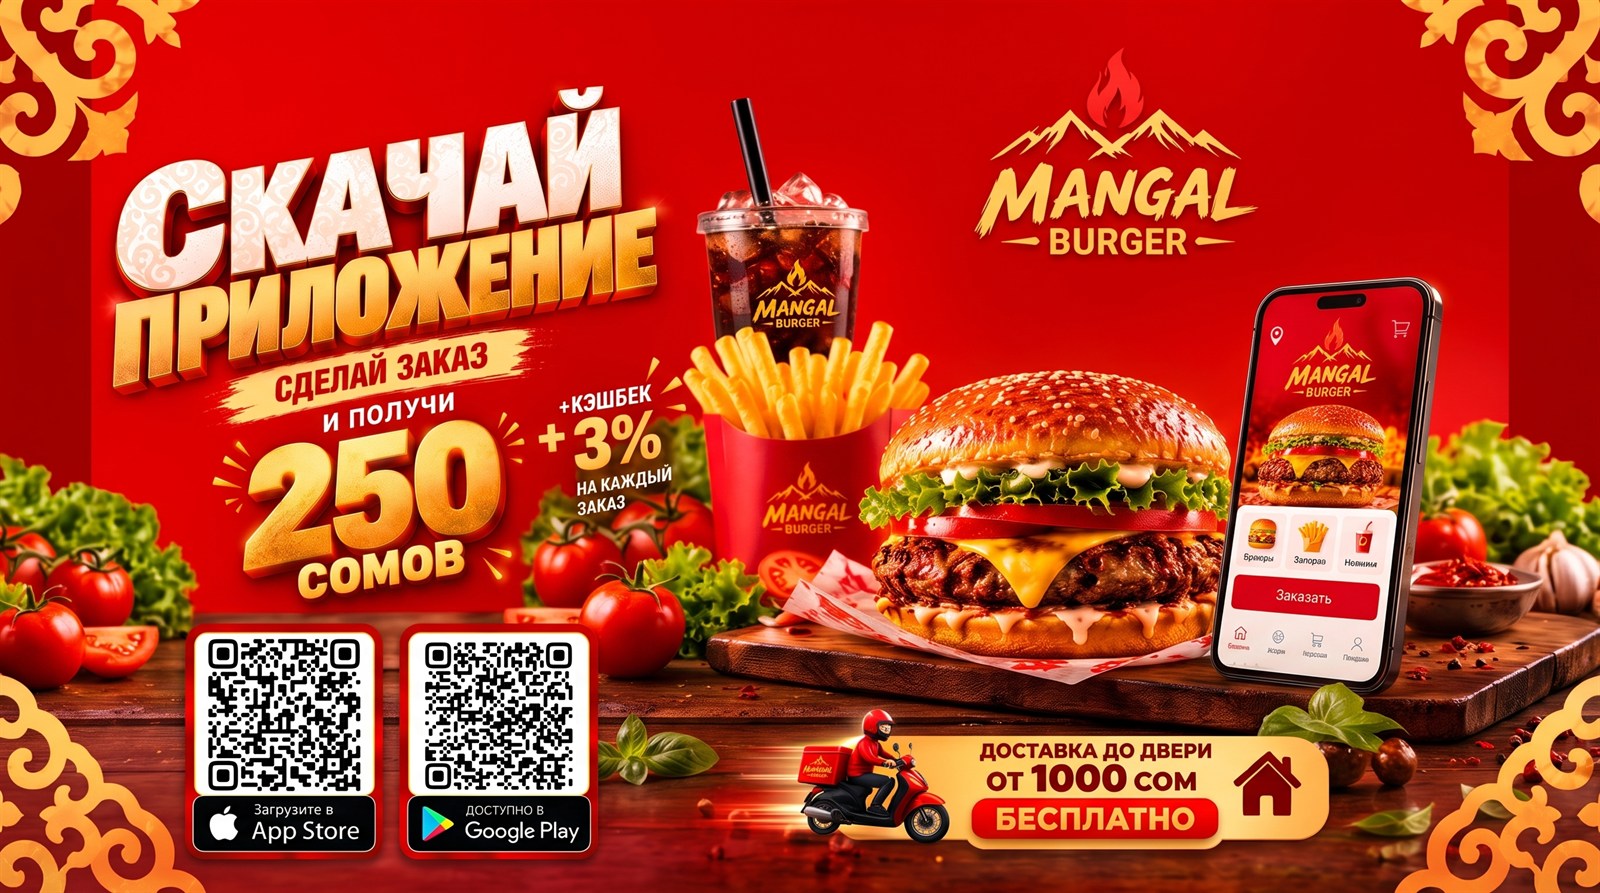 СКАЧАЙ
ПРИЛОЖЕНИЕ
СДЕЛАЙ ЗАКАЗ
И ПОЛУЧИ
250
СОМОВ
+КЭШБЕК
+3%
НА КАЖДЫЙ
ЗАКАЗ
MANGAL
BURGER
MANGAL
BURGER
MANGAL
BURGER
MANGAL
BURGER
Заказать
Загрузите в
App Store
ДОСТУПНО В
Google Play
MANGAL
BURGER
ДОСТАВКА ДО ДВЕРИ
ОТ 1000 СОМ
БЕСПЛАТНО